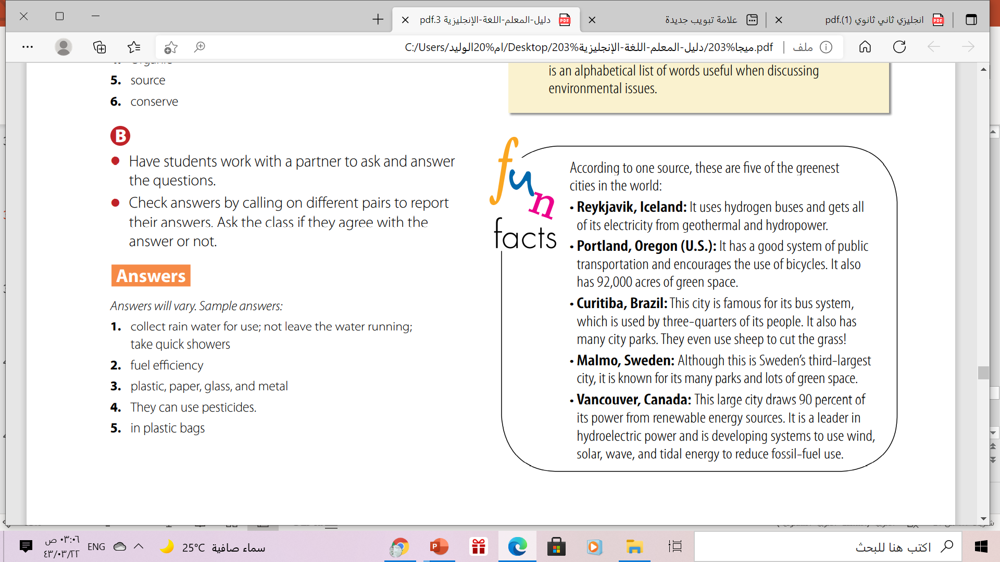 دليل-المعلم-اللغة-الإنجليزية 3.pdf
علامة تبويب جديدة
انجليزي ثاني ثانوي (1).pdf
C:/Users/ام%20الوليد/Desktop/ميجا%203/دليل-المعلم-اللغة-الإنجليزية%203.pdf
ملف
5. source
6. conserve
B
• Have students work with a partner to ask and answer
the questions.
• Check answers by calling on different pairs to report
their answers. Ask the class if they agree with the
answer or not.
Answers
Answers will vary. Sample answers:
1. collect rain water for use; not leave the water running;
take quick showers
2. fuel efficiency
3. plastic, paper, glass, and metal
4. They can use pesticides.
5. in plastic bags
is an alphabetical list of words useful when discussing
environmental issues.
fun
facts
According to one source, these are five of the greenest
cities in the world:
• Reykjavik, Iceland: It uses hydrogen buses and gets all
of its electricity from geothermal and hydropower.
• Portland, Oregon (U.S.): It has a good system of public
transportation and encourages the use of bicycles. It also
has 92,000 acres of green space.
• Curitiba, Brazil: This city is famous for its bus system,
which is used by three-quarters of its people. It also has
many city parks. They even use sheep to cut the grass!
• Malmo, Sweden: Although this is Sweden's third-largest
city, it is known for its many parks and lots of green space.
• Vancouver, Canada: This large city draws 90 percent of
its power from renewable energy sources. It is a leader in
hydroelectric power and is developing systems to use wind,
solar, wave, and tidal energy to reduce fossil-fuel use.
٠٣:٠٦ ص
٤٣/٠٣/٢٢
ENG
25°C سماء صافية
اكتب هنا للبحث